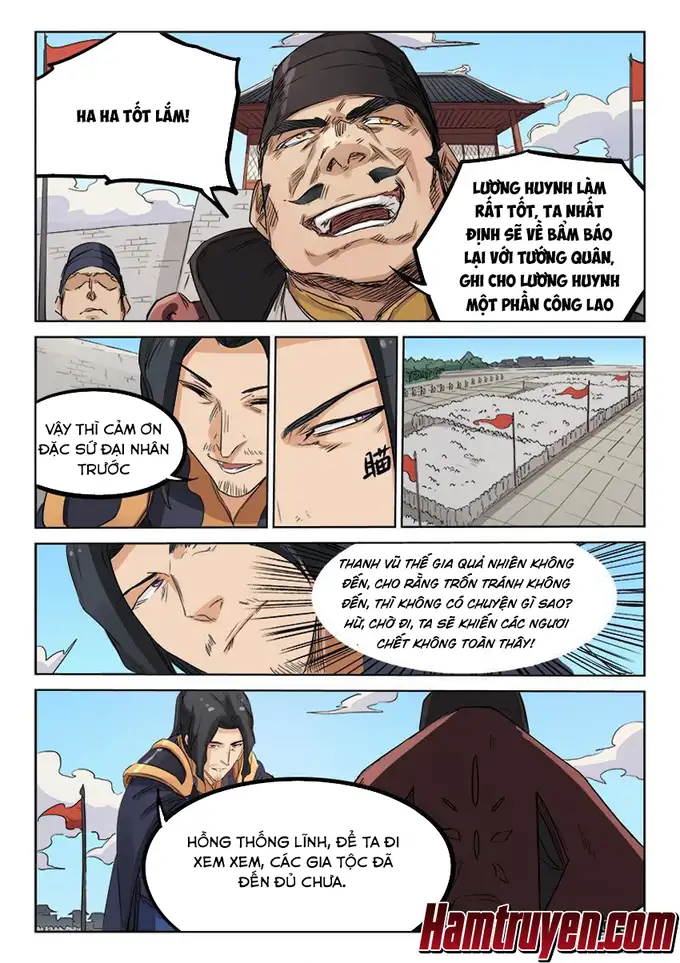 HA HA TỐT LẮM!
LƯƠNG HUYNH LÀM
RẤT TỐT, TA NHẤT
ĐỊNH SẼ VỀ BẨM BÁO
LẠI VỚI TƯỚNG QUÂN,
GHI CHO LƯƠNG HUYNH
MỘT PHẦN CÔNG LAO
VẬY THÌ CẢM ƠN
ĐẶC SỨ ĐẠI NHÂN
TRƯỚC
瞄
THANH VŨ THẾ GIA QUẢ NHIÊN KHÔNG
ĐẾN, CHO RẰNG TRỐN TRÁNH KHÔNG
ĐẾN, THÌ KHÔNG CÓ CHUYỆN GÌ SAO?
HỪ, CHỜ ĐI, TA SẼ KHIẾN CÁC NGƯƠI
CHẾT KHÔNG TOÀN THÂY!
HỒNG THỐNG LĨNH, ĐỂ TA ĐI
XEM XEM, CÁC GIA TỘC ĐÃ
ĐẾN ĐỦ CHƯA.
Hamtruyen.com